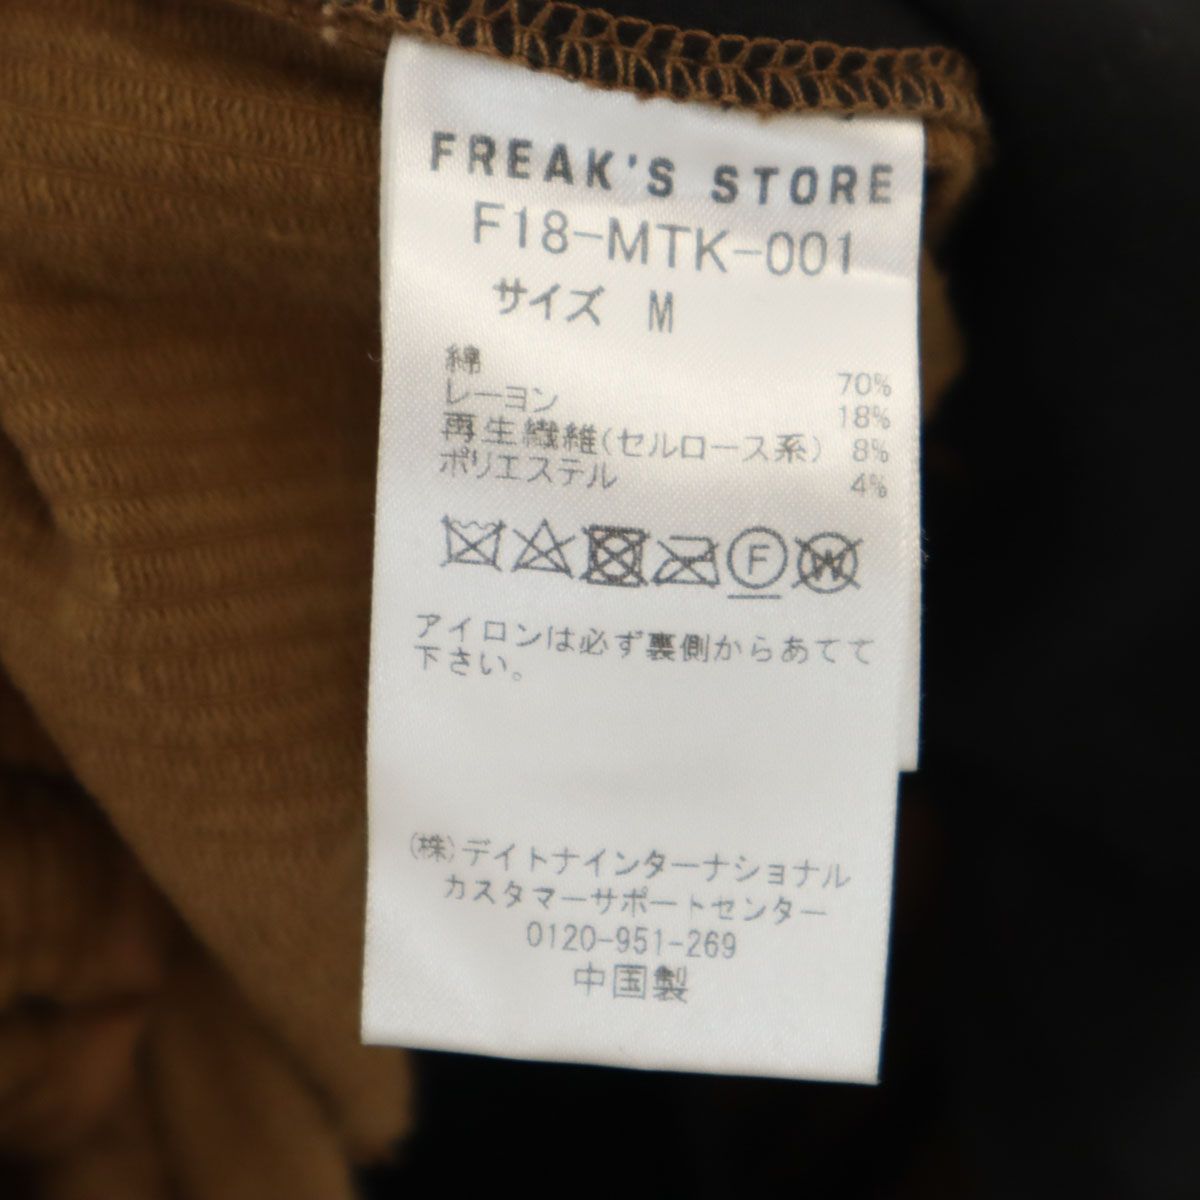 FREAK'S STORE
F18-MTK-001
サイズ M
綿 70%
レーヨン 18%
再生繊維(セルロース系) 8%
ポリエステル 4%
F W
アイロンは必ず裏側からあてて
下さい。
(株)デイトナインターナショナル
カスタマーサポートセンター
0120-951-269
中国製